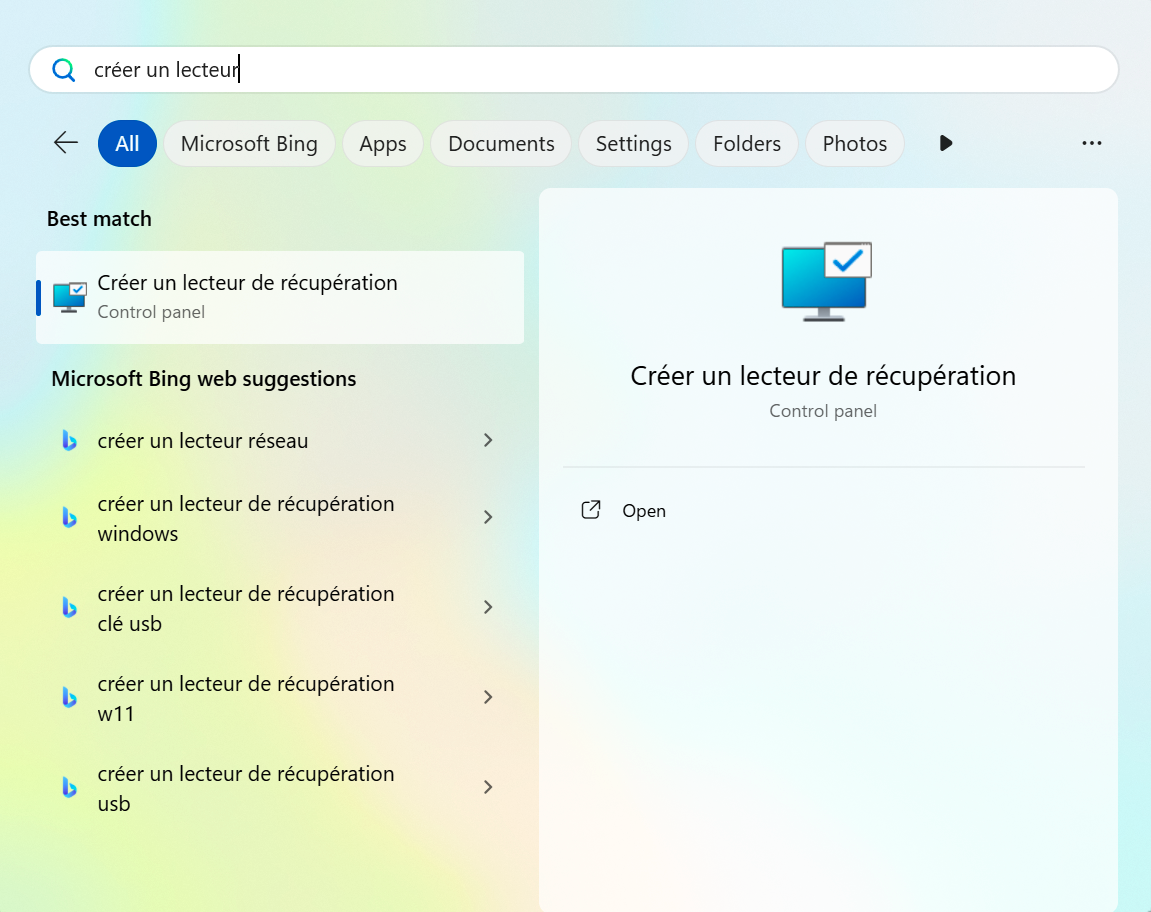 créer un lecteur
All
Microsoft Bing
Apps
Documents
Settings
Folders
Photos
Best match
Créer un lecteur de récupération
Control panel
Microsoft Bing web suggestions
créer un lecteur réseau
créer un lecteur de récupération
windows
créer un lecteur de récupération
clé usb
créer un lecteur de récupération
w11
créer un lecteur de récupération
usb
Créer un lecteur de récupération
Control panel
Open